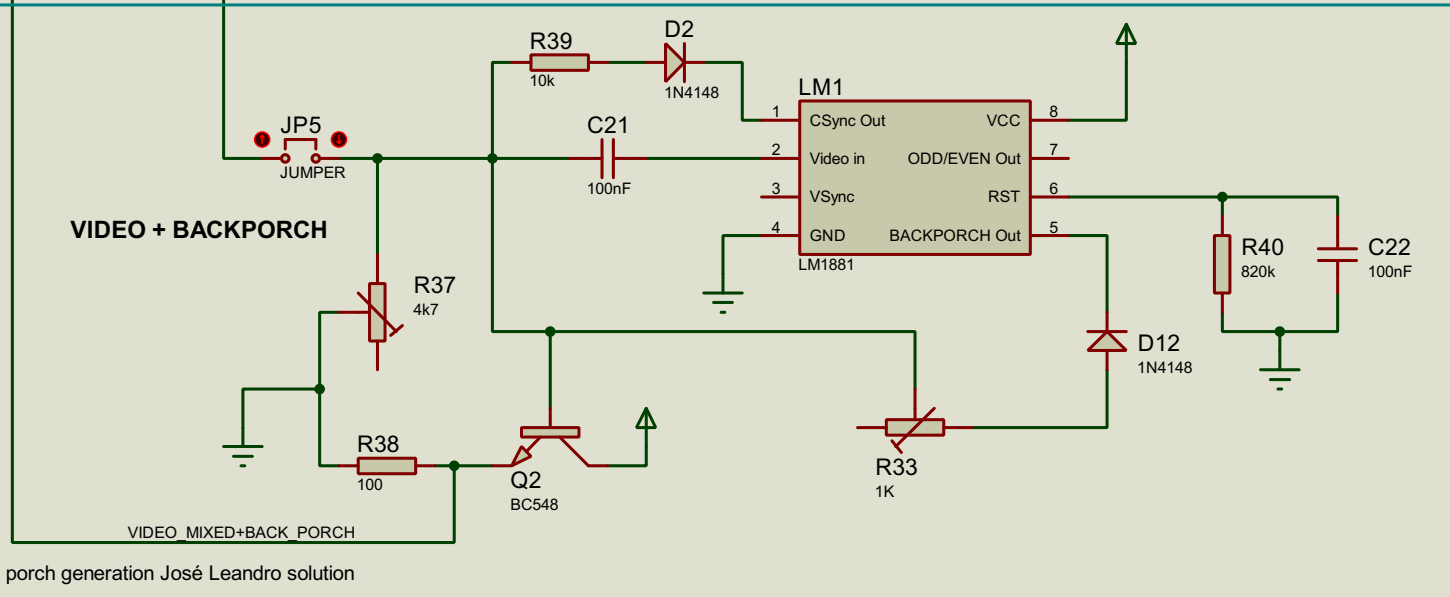 R39
10k
D2
1N4148
JP5
JUMPER
C21
100nF
LM1
1
CSync Out
VCC
8
2
Video in
ODD/EVEN Out
7
3
VSync
RST
6
4
GND
BACKPORCH Out
5
LM1881
VIDEO + BACKPORCH
R40
820k
C22
100nF
R37
4k7
D12
1N4148
R38
100
Q2
BC548
R33
1K
VIDEO_MIXED+BACK_PORCH
porch generation José Leandro solution